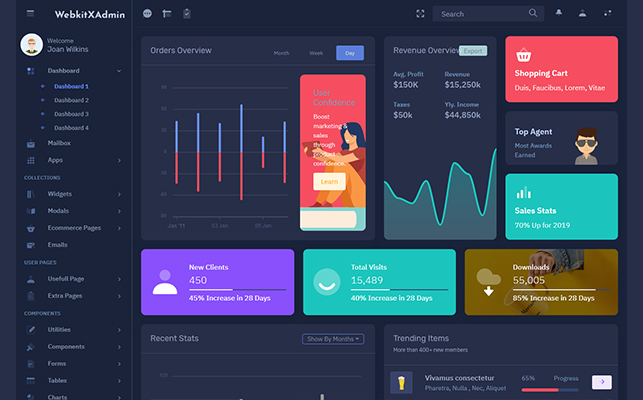 WebkitXAdmin
Search
Welcome
Joan Wilkins
Dashboard
Dashboard 1
Dashboard 2
Dashboard 3
Dashboard 4
Mailbox
Apps
COLLECTIONS
Widgets
Modals
Ecommerce Pages
Emails
USER PAGES
Usefull Page
Extra Pages
COMPONENTS
Utilities
Components
Forms
Tables
Charts
Orders Overview
Month
Week
Day
Jan '11
03 Jan
05 Jan
User
Confidence
Boost
marketing &
sales
through
product
confidence.
Learn
Revenue Overview
Export
Avg. Profit
$150K
Revenue
$15,250k
Taxes
$50k
Yly. Income
$44,850k
Shopping Cart
Duis, Faucibus, Lorem, Vitae
Top Agent
Most Awards
Earned
Sales Stats
70% Up for 2019
New Clients
450
45% Increase in 28 Days
Total Visits
15,489
40% Increase in 28 Days
Downloads
55,005
85% Increase in 28 Days
Recent Stats
Show By Months
Trending Items
More than 400+ new members
Vivamus consectetur
Pharetra, Nulla , Nec, Aliquet
65%
Progress